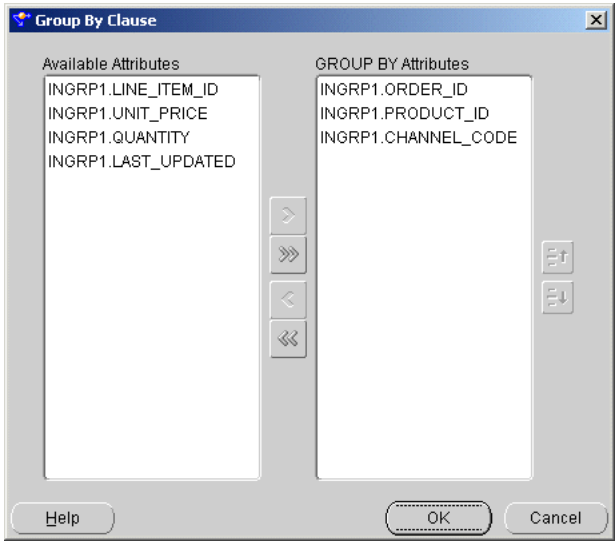 Group By Clause
Available Attributes
INGRP1.LINE_ITEM_ID
INGRP1.UNIT_PRICE
INGRP1.QUANTITY
INGRP1.LAST_UPDATED
GROUP BY Attributes
INGRP1.ORDER_ID
INGRP1.PRODUCT_ID
INGRP1.CHANNEL_CODE
Help
OK
Cancel